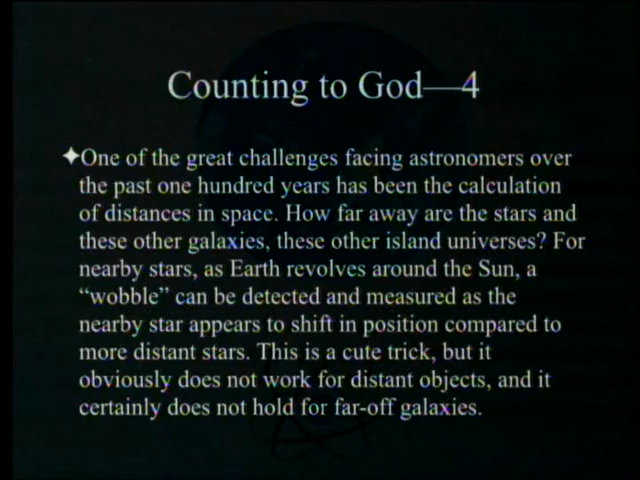 Counting to God—4
✦One of the great challenges facing astronomers over
the past one hundred years has been the calculation
of distances in space. How far away are the stars and
these other galaxies, these other island universes? For
nearby stars, as Earth revolves around the Sun, a
“wobble” can be detected and measured as the
nearby star appears to shift in position compared to
more distant stars. This is a cute trick, but it
obviously does not work for distant objects, and it
certainly does not hold for far-off galaxies.